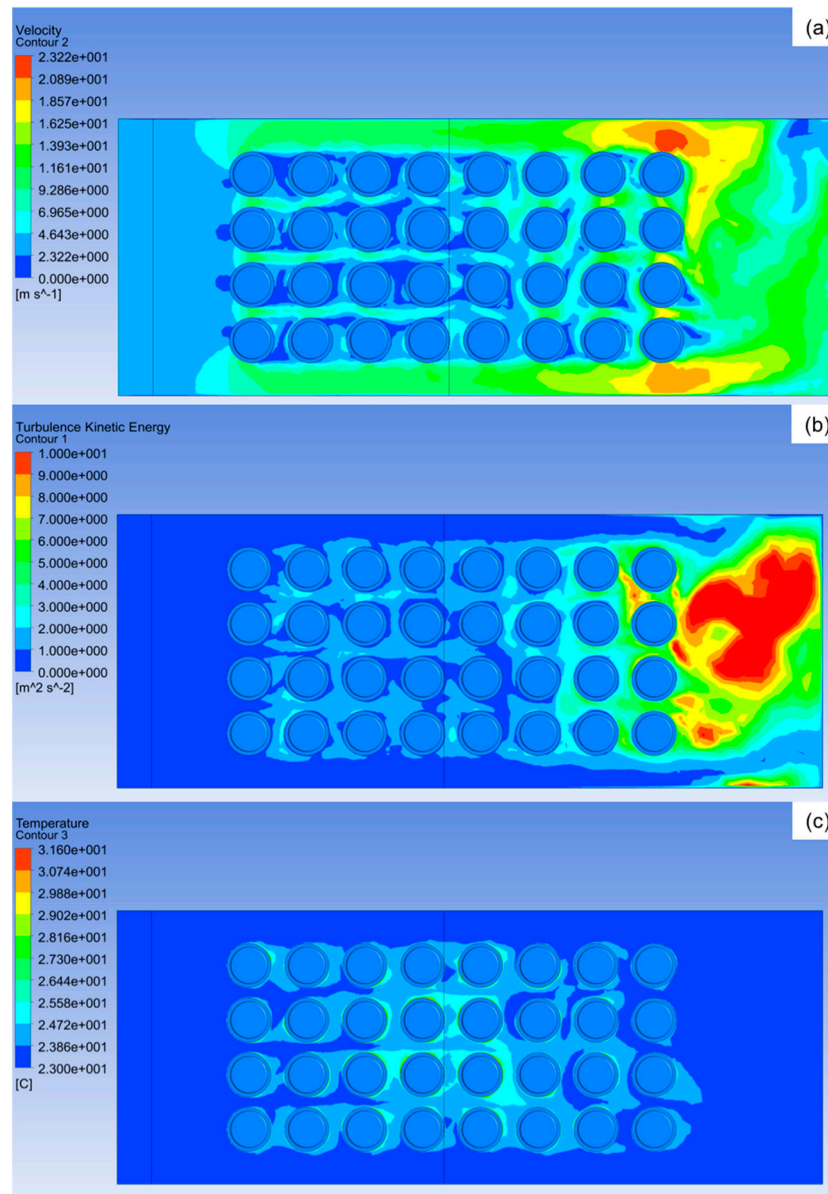 (a)
Velocity
Contour 2
2.322e+001
2.089e+001
1.857e+001
1.625e+001
1.393e+001
1.161e+001
9.286e+000
6.965e+000
4.643e+000
2.322e+000
0.000e+000
[m s^-1]
(b)
Turbulence Kinetic Energy
Contour 1
1.000e+001
9.000e+000
8.000e+000
7.000e+000
6.000e+000
5.000e+000
4.000e+000
3.000e+000
2.000e+000
1.000e+000
0.000e+000
[m^2 s^-2]
(c)
Temperature
Contour 3
3.160e+001
3.074e+001
2.988e+001
2.902e+001
2.816e+001
2.730e+001
2.644e+001
2.558e+001
2.472e+001
2.386e+001
2.300e+001
[C]